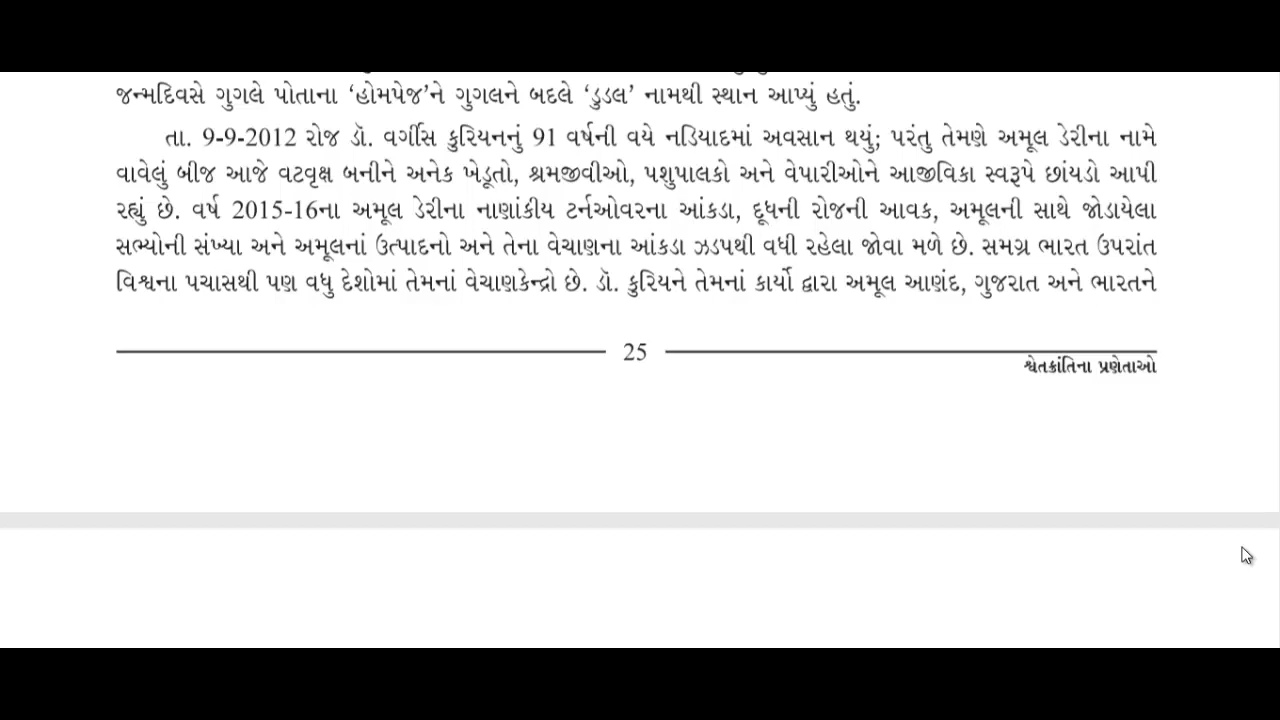 જન્મદિવસે ગુગલે પોતાના ‘હોમપેજ’ને ગુગલને બદલે ‘ડુડલ’ નામથી સ્થાન આપ્યું હતું.
તા. 9-9-2012 રોજ ડૉ. વર્ગીસ કુરિયનનું 91 વર્ષની વયે નડિયાદમાં અવસાન થયું; પરંતુ તેમણે અમૂલ ડેરીના નામે
વાવેલું બીજ આજે વટવૃક્ષ બનીને અનેક ખેડૂતો, શ્રમજીવીઓ, પશુપાલકો અને વેપારીઓને આજીવિકા સ્વરૂપે છાંયડો આપી
રહ્યું છે. વર્ષ 2015-16ના અમૂલ ડેરીના નાણાંકીય ટર્નઓવરના આંકડા, દૂધની રોજની આવક, અમૂલની સાથે જોડાયેલા
સભ્યોની સંખ્યા અને અમૂલનાં ઉત્પાદનો અને તેના વેચાણના આંકડા ઝડપથી વધી રહેલા જોવા મળે છે. સમગ્ર ભારત ઉપરાંત
વિશ્વના પચાસથી પણ વધુ દેશોમાં તેમનાં વેચાણકેન્દ્રો છે. ડૉ. કુરિયને તેમનાં કાર્યો દ્વારા અમૂલ આણંદ, ગુજરાત અને ભારતને
25
શ્વેતક્રાંતિના પ્રણેતાઓ